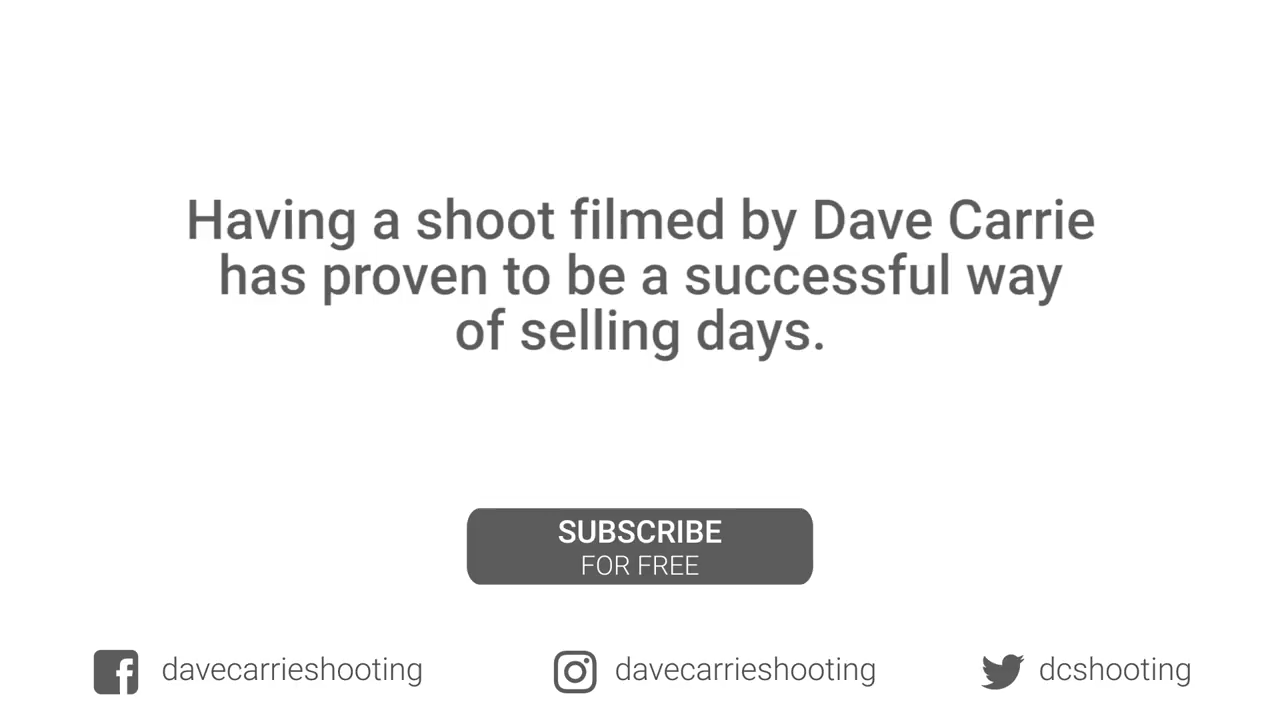 Having a shoot filmed by Dave Carrie
has proven to be a successful way
of selling days.
SUBSCRIBE
FOR FREE
davecarrieshooting
davecarrieshooting
dcshooting